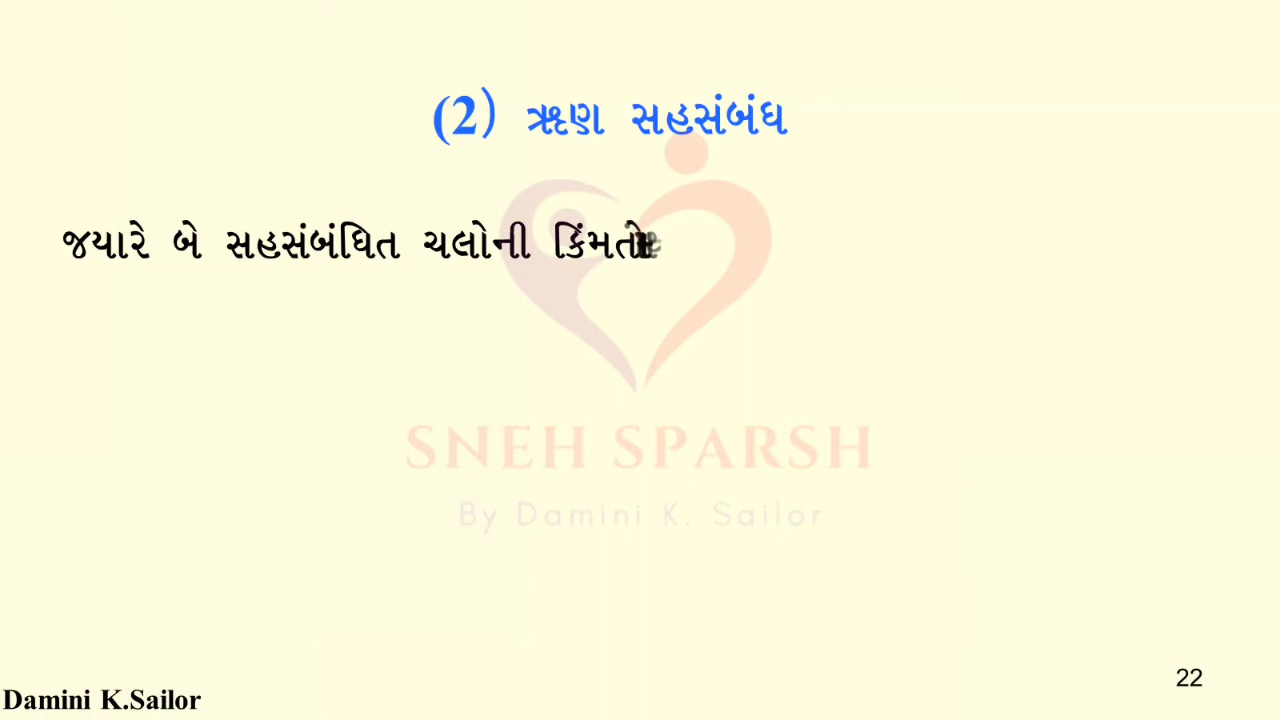 (2) ઋણ સહસંબંધ
જયારે બે સહસંબંધિત ચલોની કિંમતો
SNEH SPARSH
By Damini K. Sailor
22
Damini K.Sailor